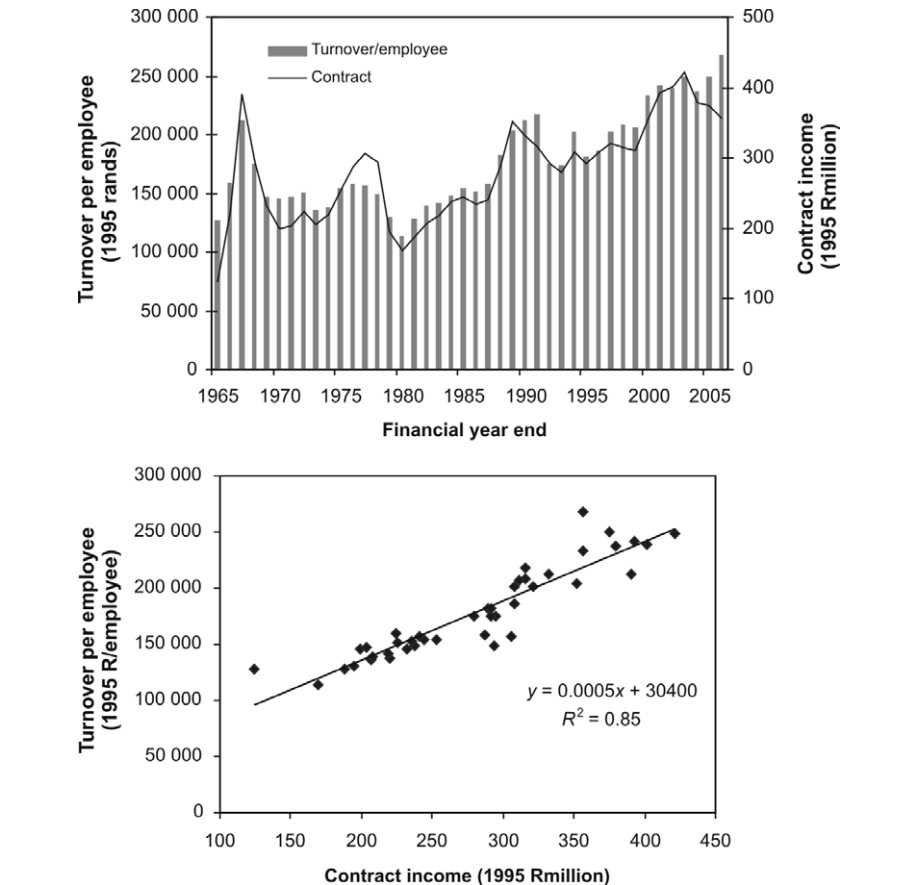 Turnover per employee
(1995 rands)
300 000
250 000
200 000
150 000
100 000
50 000
0
Turnover/employee
Contract
500
400
300
200
100
0
Contract income
(1995 Rmillion)
1965 1970 1975 1980 1985 1990 1995 2000 2005
Financial year end
Turnover per employee
(1995 R/employee)
300 000
250 000
200 000
150 000
100 000
50 000
0
y = 0.0005x + 30400
R² = 0.85
100 150 200 250 300 350 400 450
Contract income (1995 Rmillion)